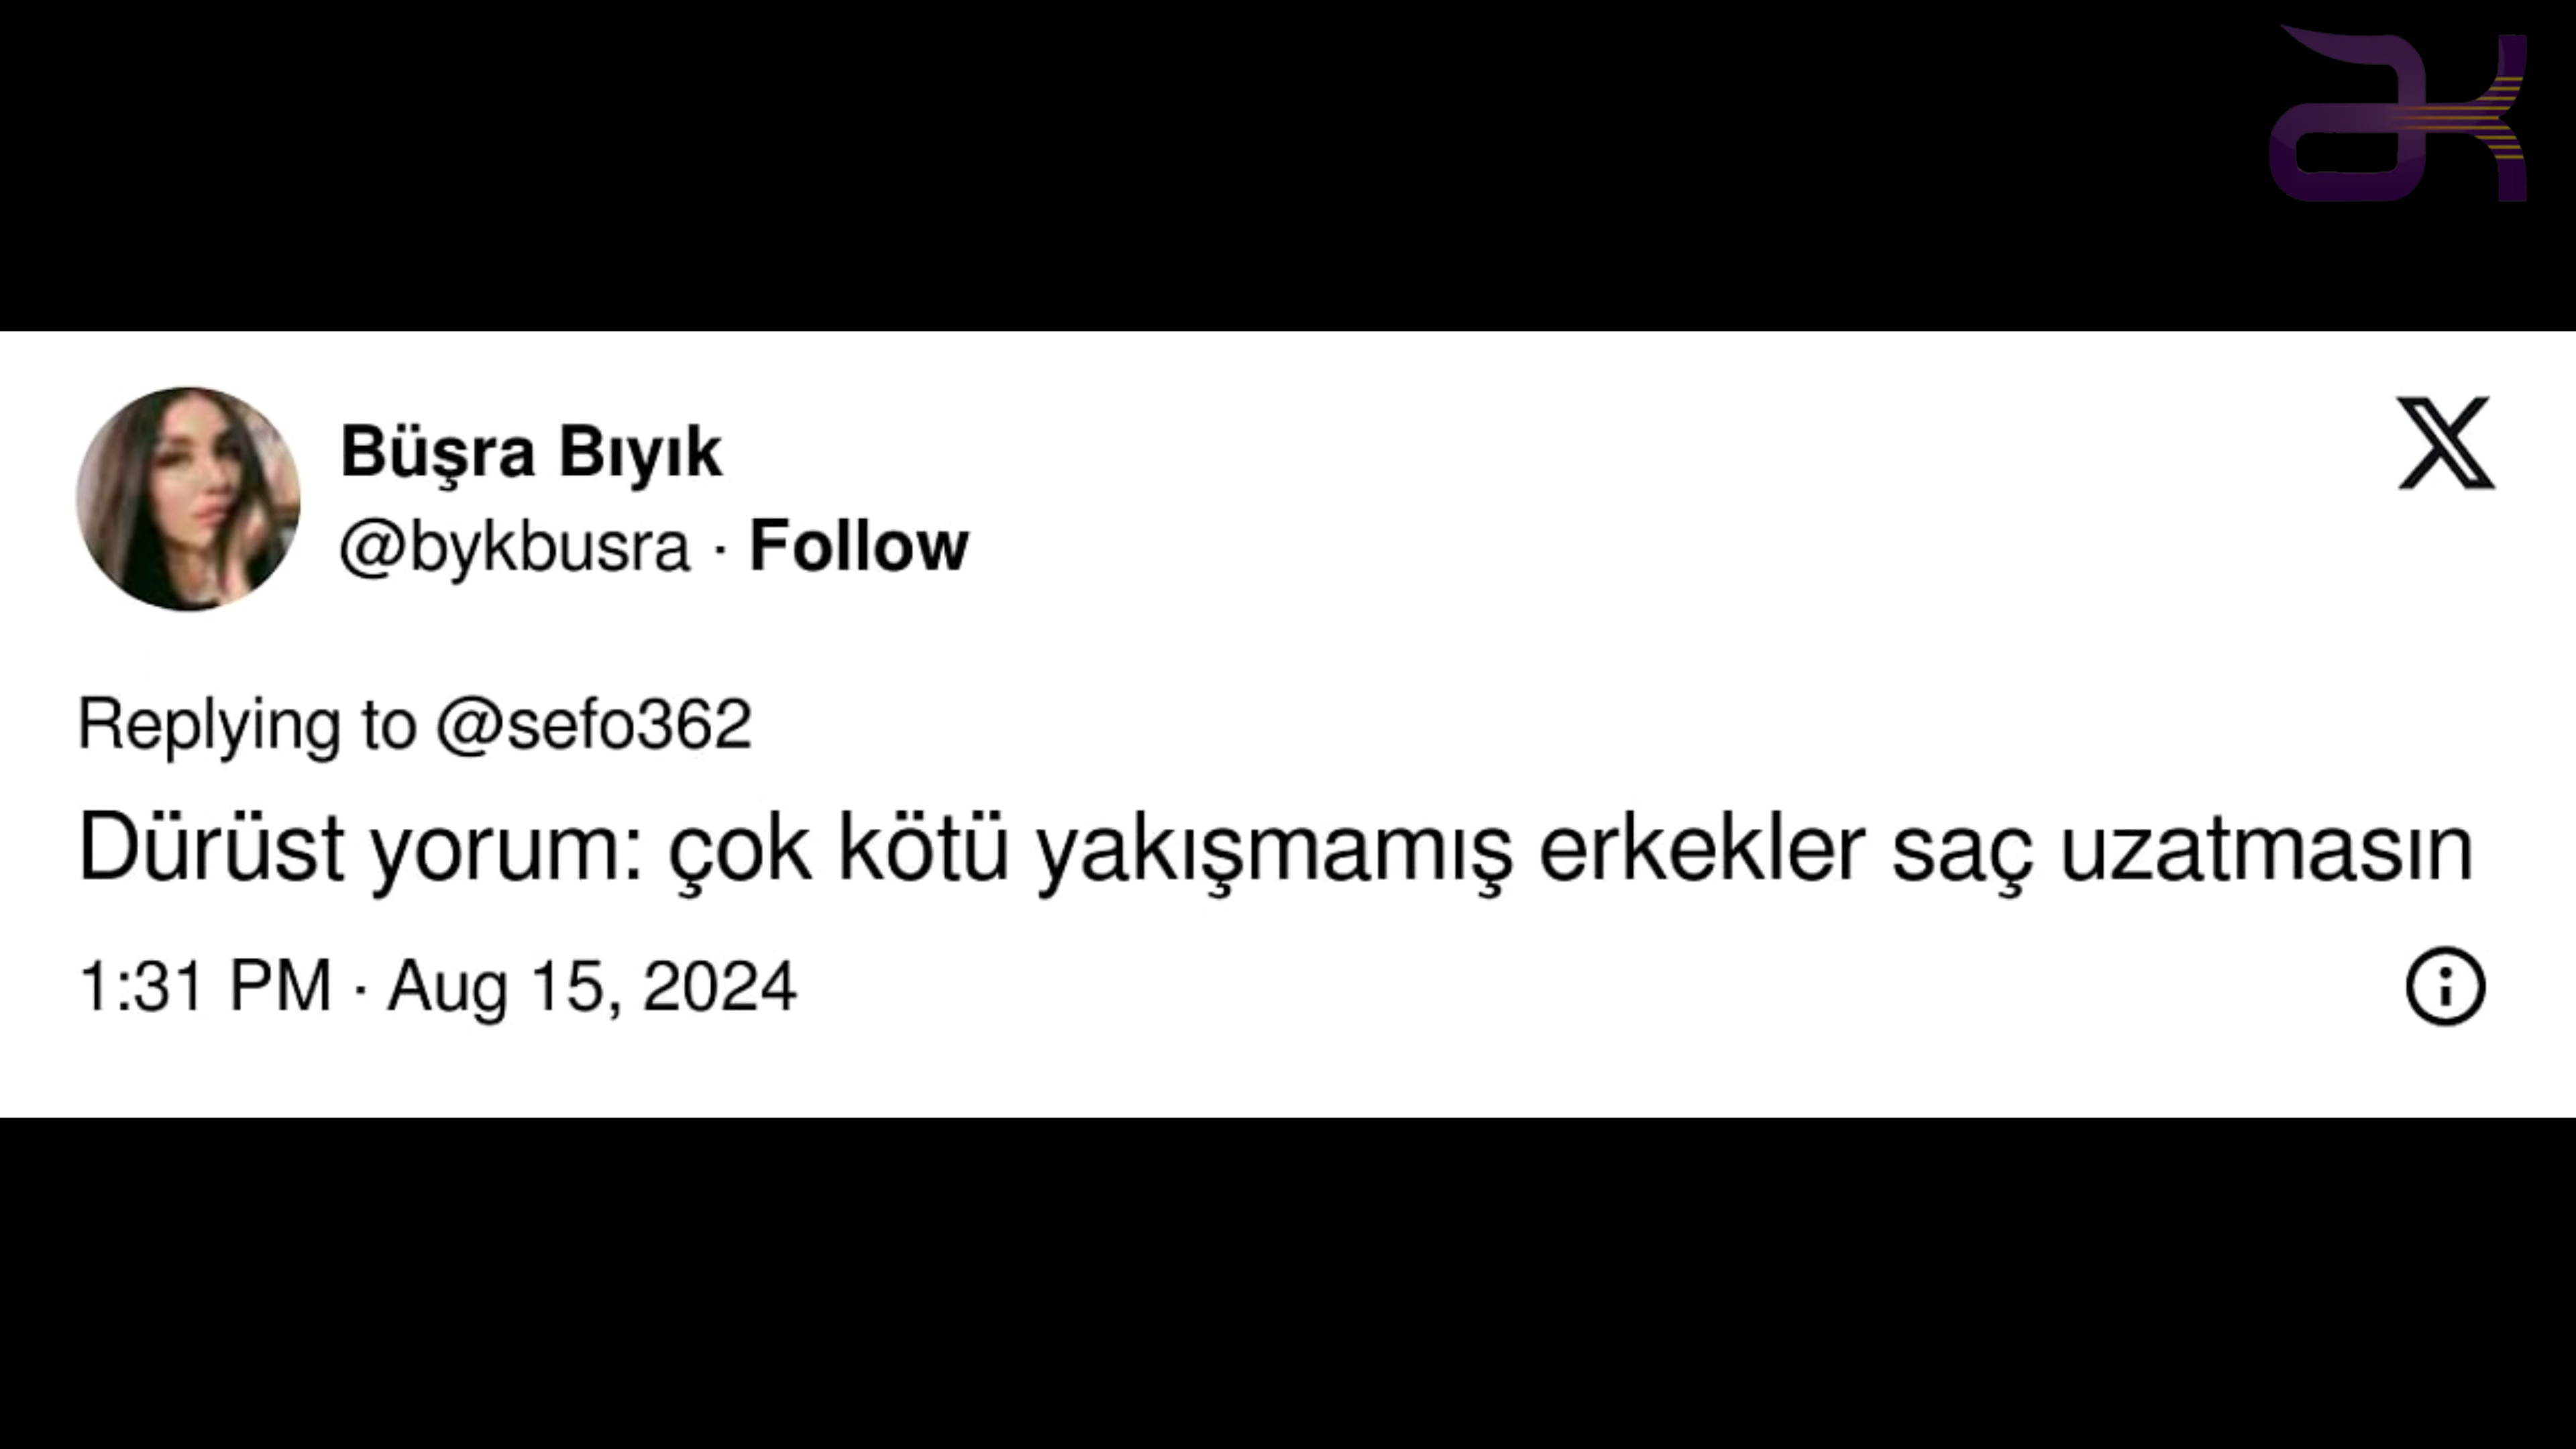 ak
Büşra Bıyık
@bykbusra · Follow
Replying to @sefo362
Dürüst yorum: çok kötü yakışmamış erkekler saç uzatmasın
1:31 PM · Aug 15, 2024